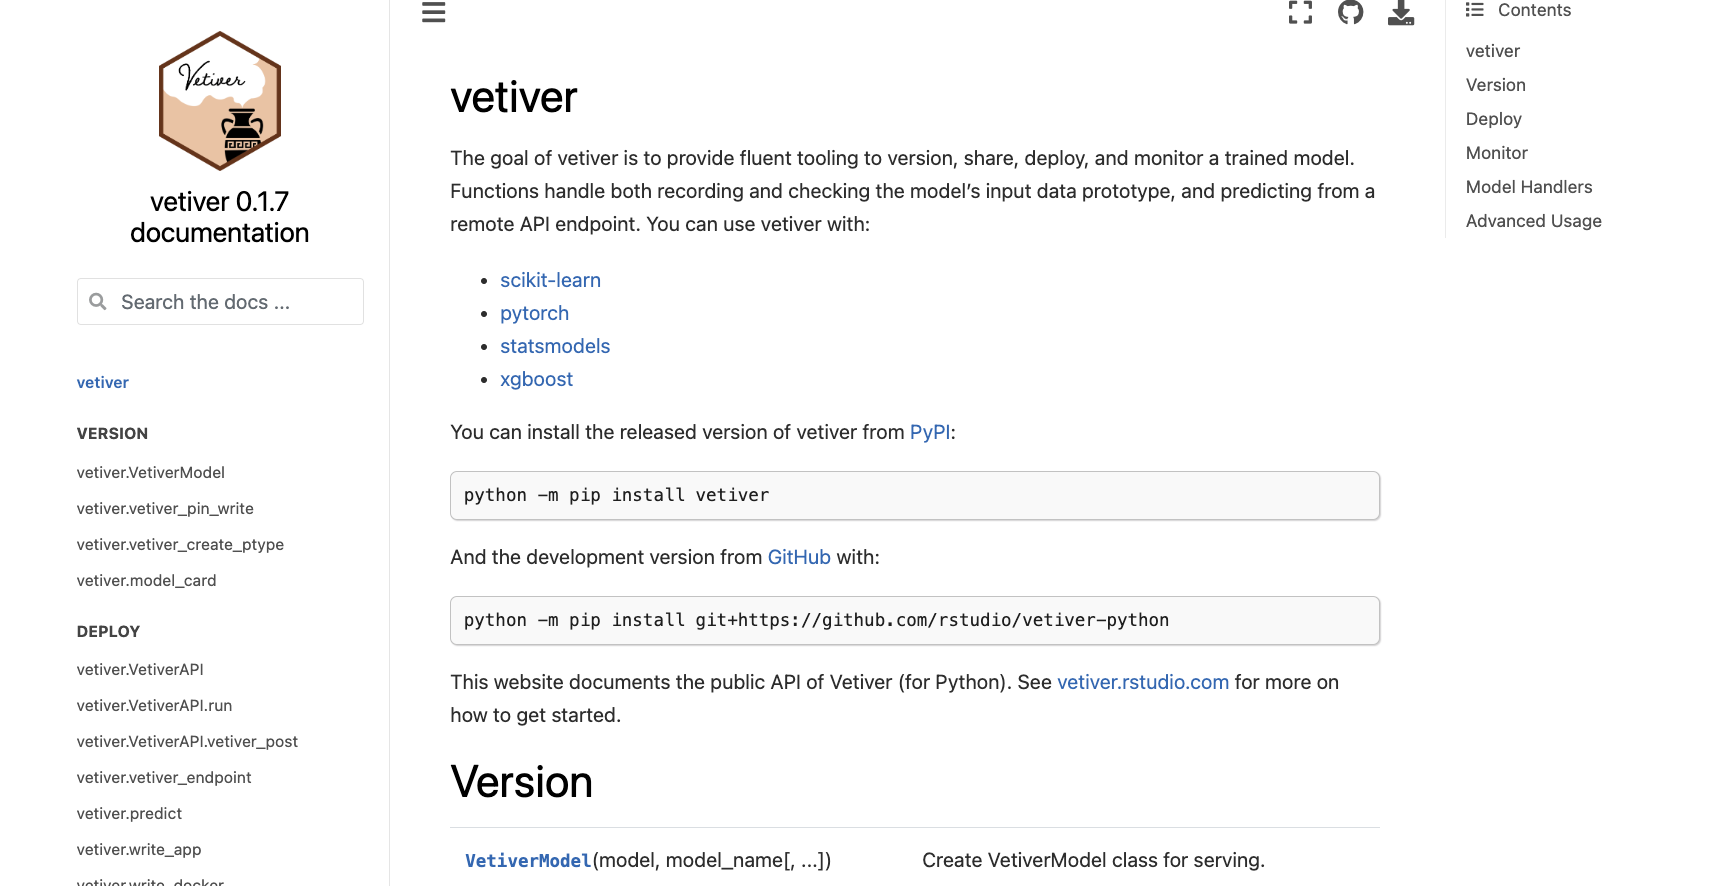 Vetiver
vetiver 0.1.7
documentation
Search the docs ...
vetiver
VERSION
vetiver.VetiverModel
vetiver.vetiver_pin_write
vetiver.vetiver_create_ptype
vetiver.model_card
DEPLOY
vetiver.VetiverAPI
vetiver.VetiverAPI.run
vetiver.VetiverAPI.vetiver_post
vetiver.vetiver_endpoint
vetiver.predict
vetiver.write_app
vetiver.write_docker
vetiver
The goal of vetiver is to provide fluent tooling to version, share, deploy, and monitor a trained model.
Functions handle both recording and checking the model’s input data prototype, and predicting from a
remote API endpoint. You can use vetiver with:
• scikit-learn
• pytorch
• statsmodels
• xgboost
You can install the released version of vetiver from PyPI:
python -m pip install vetiver
And the development version from GitHub with:
python -m pip install git+https://github.com/rstudio/vetiver-python
This website documents the public API of Vetiver (for Python). See vetiver.rstudio.com for more on
how to get started.
Version
VetiverModel(model, model_name[, ...]) Create VetiverModel class for serving.
Contents
vetiver
Version
Deploy
Monitor
Model Handlers
Advanced Usage